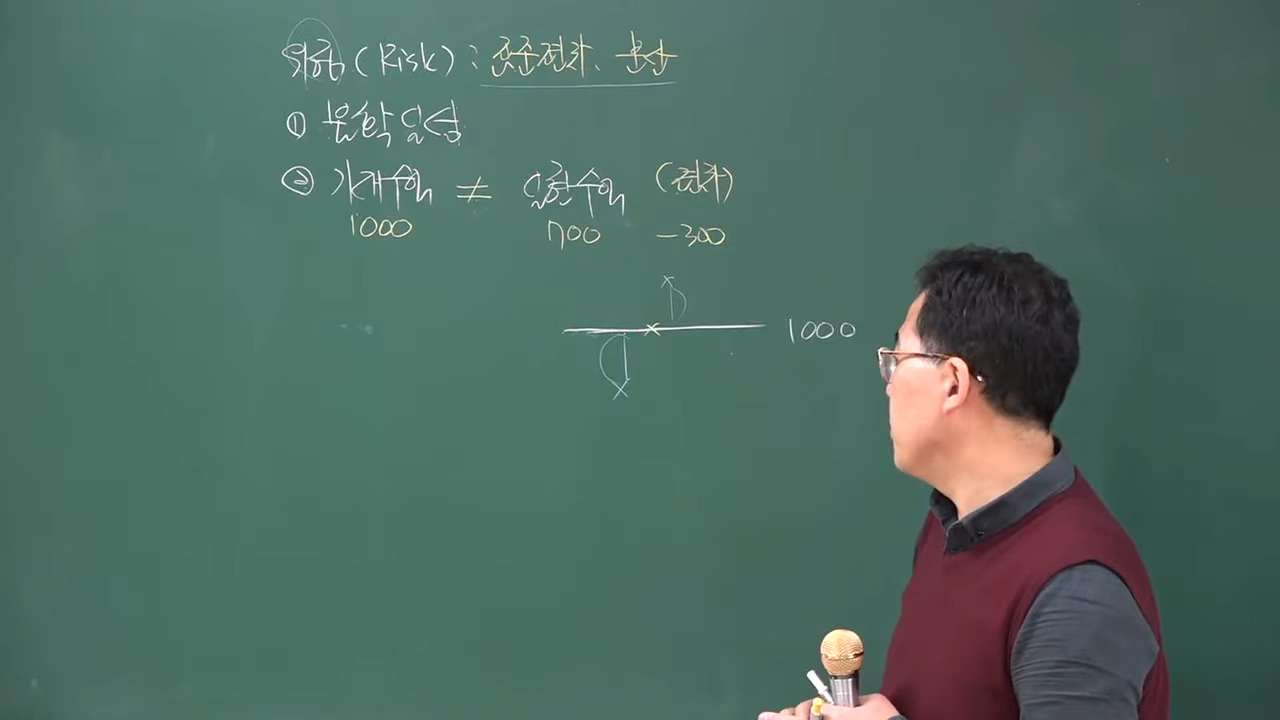 위험 (Risk) : 표준편차. 분산
① 불확실성
② 기대수익 ≠ 실현수익 (편차)
1000 700 -300
1000